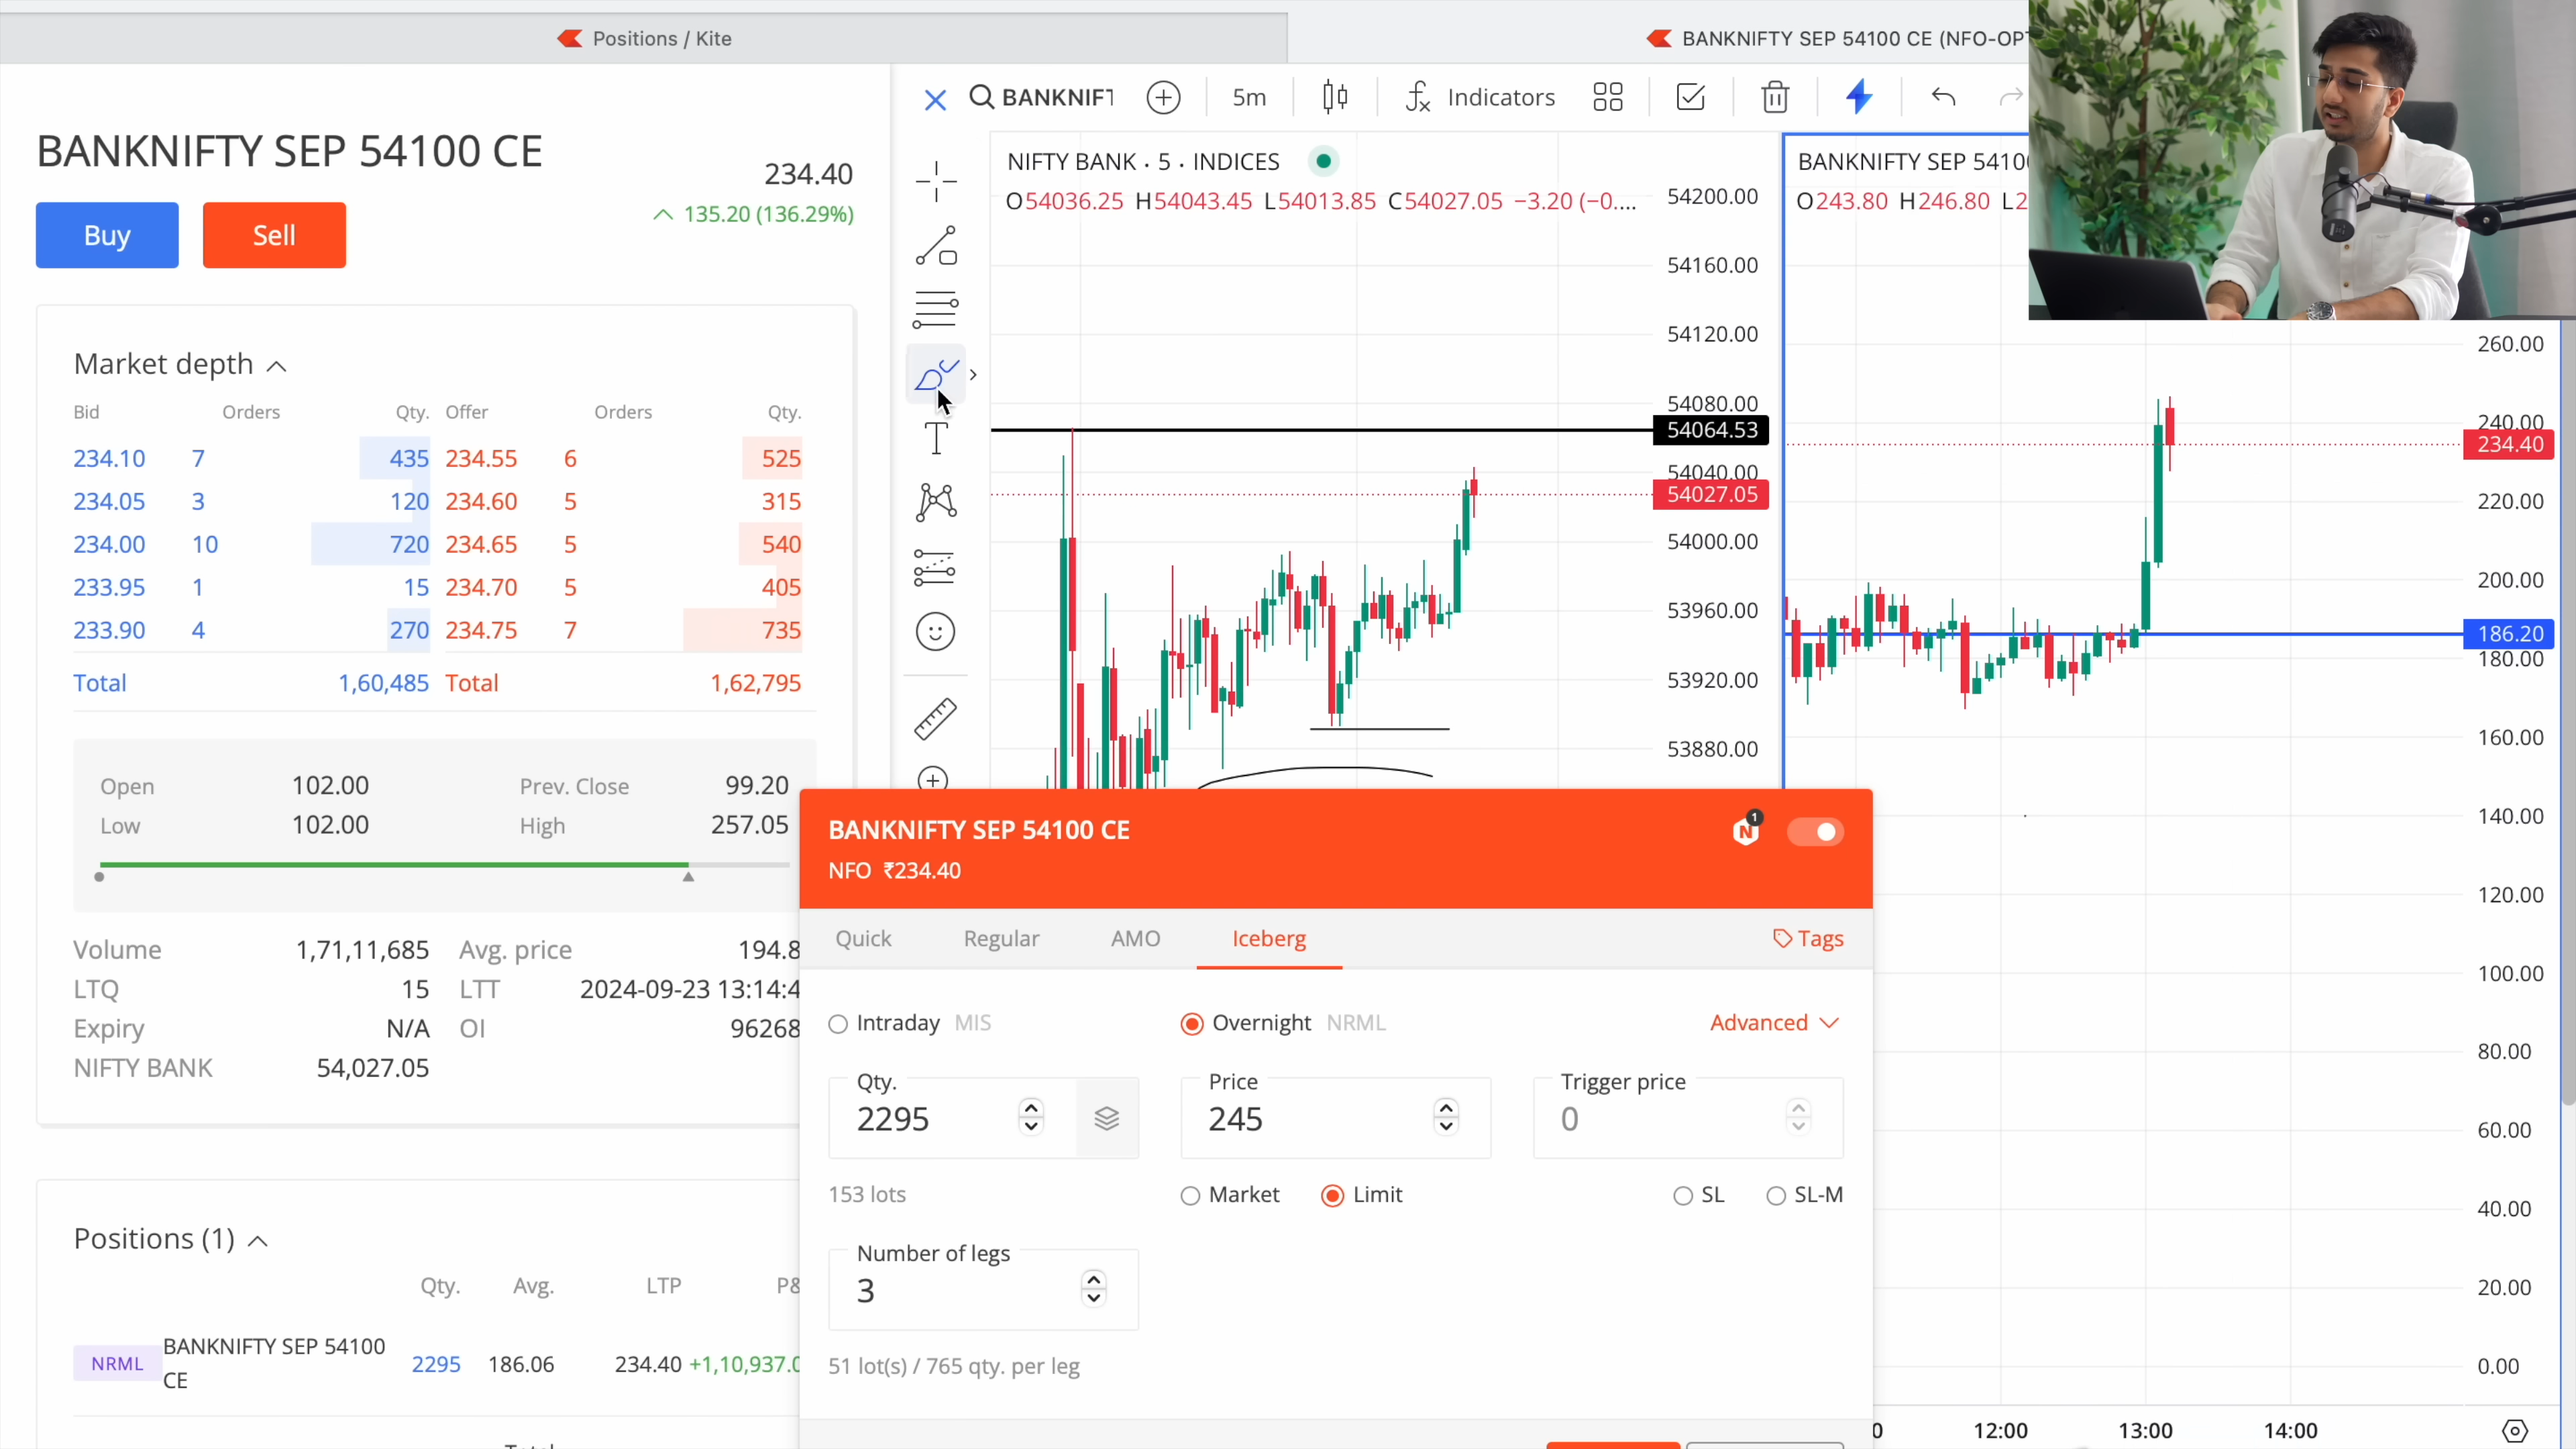 Positions / Kite
BANKNIFTY SEP 54100 CE (NFO-OPT
BANKNIFTY SEP 54100 CE
234.40
135.20 (136.29%)
Buy
Sell
Market depth
Bid Orders Qty. Offer Orders Qty.
234.10 7 435 234.55 6 525
234.05 3 120 234.60 5 315
234.00 10 720 234.65 5 540
233.95 1 15 234.70 5 405
233.90 4 270 234.75 7 735
Total 1,60,485 Total 1,62,795
Open 102.00 Prev. Close 99.20
Low 102.00 High 257.05
Volume 1,71,11,685 Avg. price 194.8
LTQ 15 LTT 2024-09-23 13:14:4
Expiry N/A OI 96268
NIFTY BANK 54,027.05
Positions (1)
Qty. Avg. LTP P&
NRML BANKNIFTY SEP 54100 CE 2295 186.06 234.40 +1,10,937.0
BANKNIFT 5m Indicators
NIFTY BANK · 5 · INDICES
O54036.25 H54043.45 L54013.85 C54027.05 −3.20 (−0....
54200.00
54160.00
54120.00
54080.00
54064.53
54040.00
54027.05
54000.00
53960.00
53920.00
53880.00
BANKNIFTY SEP 5410
O243.80 H246.80 L2
260.00
240.00
234.40
220.00
200.00
186.20
180.00
160.00
140.00
120.00
100.00
80.00
60.00
40.00
20.00
0.00
12:00 13:00 14:00
BANKNIFTY SEP 54100 CE
NFO ₹234.40
N 1
Quick Regular AMO Iceberg Tags
Intraday MIS Overnight NRML Advanced
Qty. Price Trigger price
2295 245 0
153 lots Market Limit SL SL-M
Number of legs
3
51 lot(s) / 765 qty. per leg